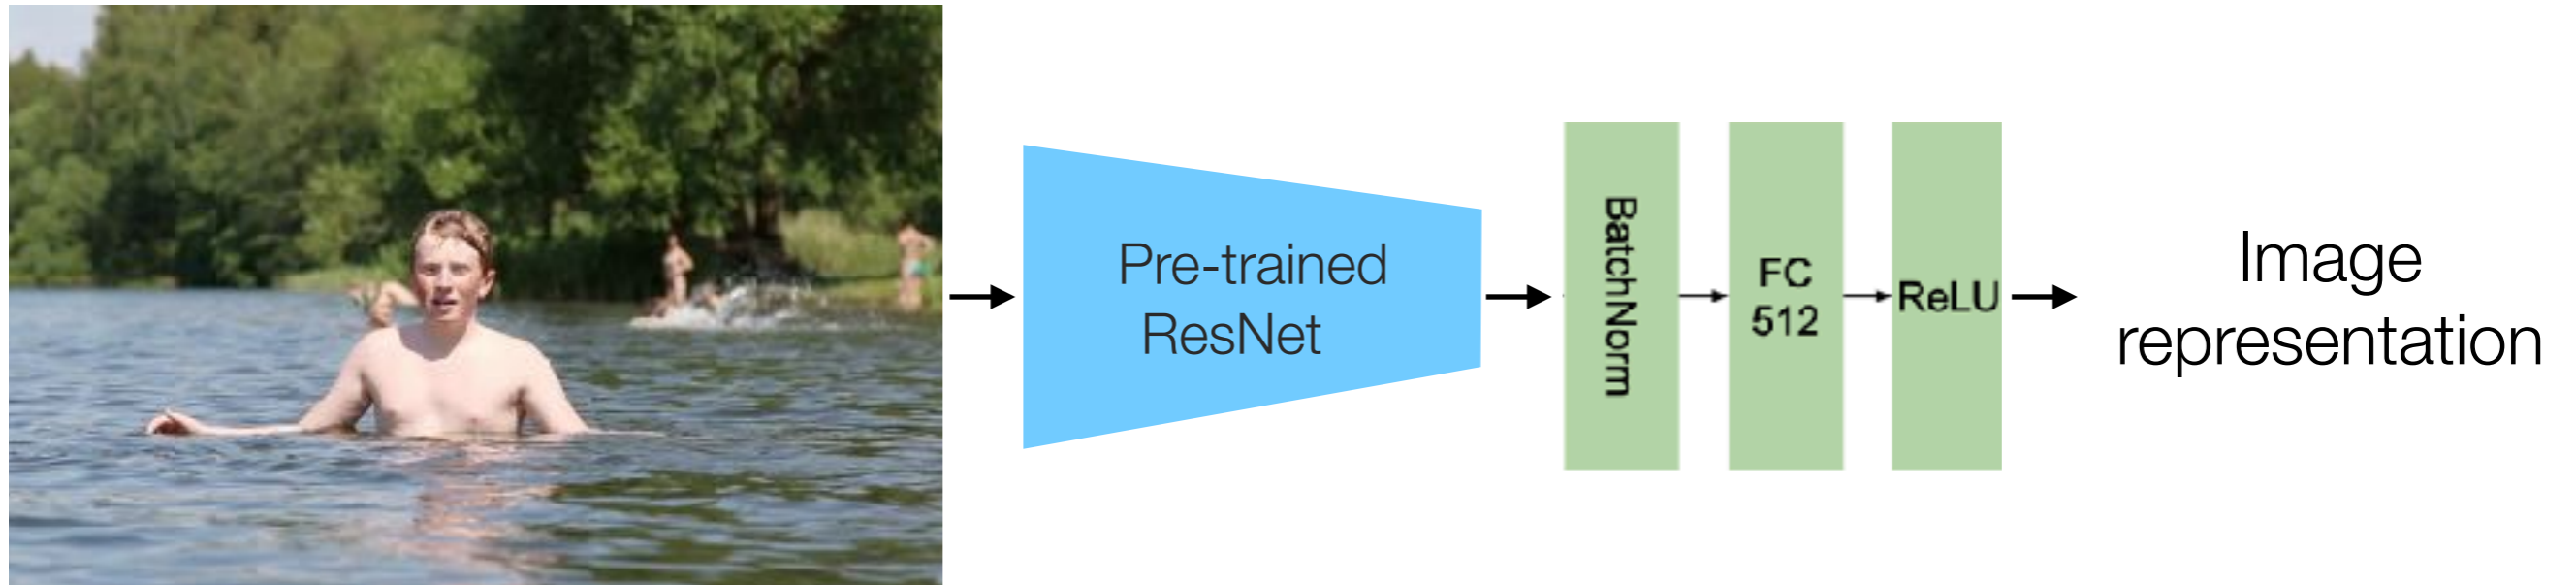 Pre-trained
ResNet
BatchNorm
FC
512
ReLU
Image
representation